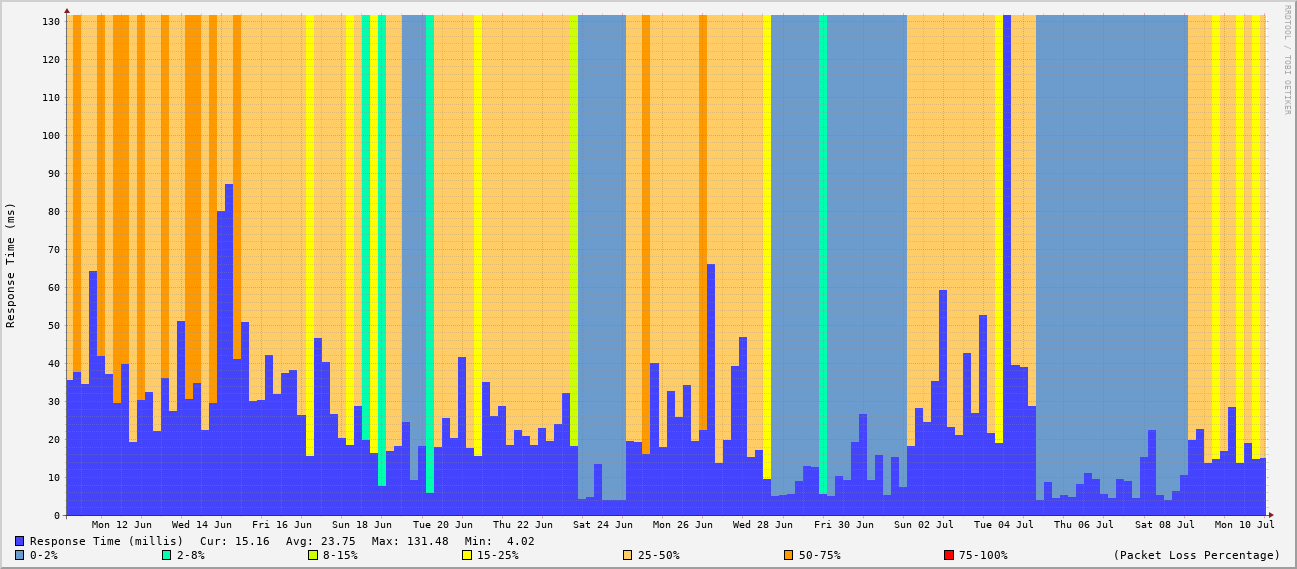 RRDTOOL / TOBI OETIKER
Response Time (ms)
130
120
110
100
90
80
70
60
50
40
30
20
10
0
Mon 12 Jun Wed 14 Jun Fri 16 Jun Sun 18 Jun Tue 20 Jun Thu 22 Jun Sat 24 Jun Mon 26 Jun Wed 28 Jun Fri 30 Jun Sun 02 Jul Tue 04 Jul Thu 06 Jul Sat 08 Jul Mon 10 Jul
Response Time (millis) Cur: 15.16 Avg: 23.75 Max: 131.48 Min: 4.02
0-2% 2-8% 8-15% 15-25% 25-50% 50-75% 75-100% (Packet Loss Percentage)